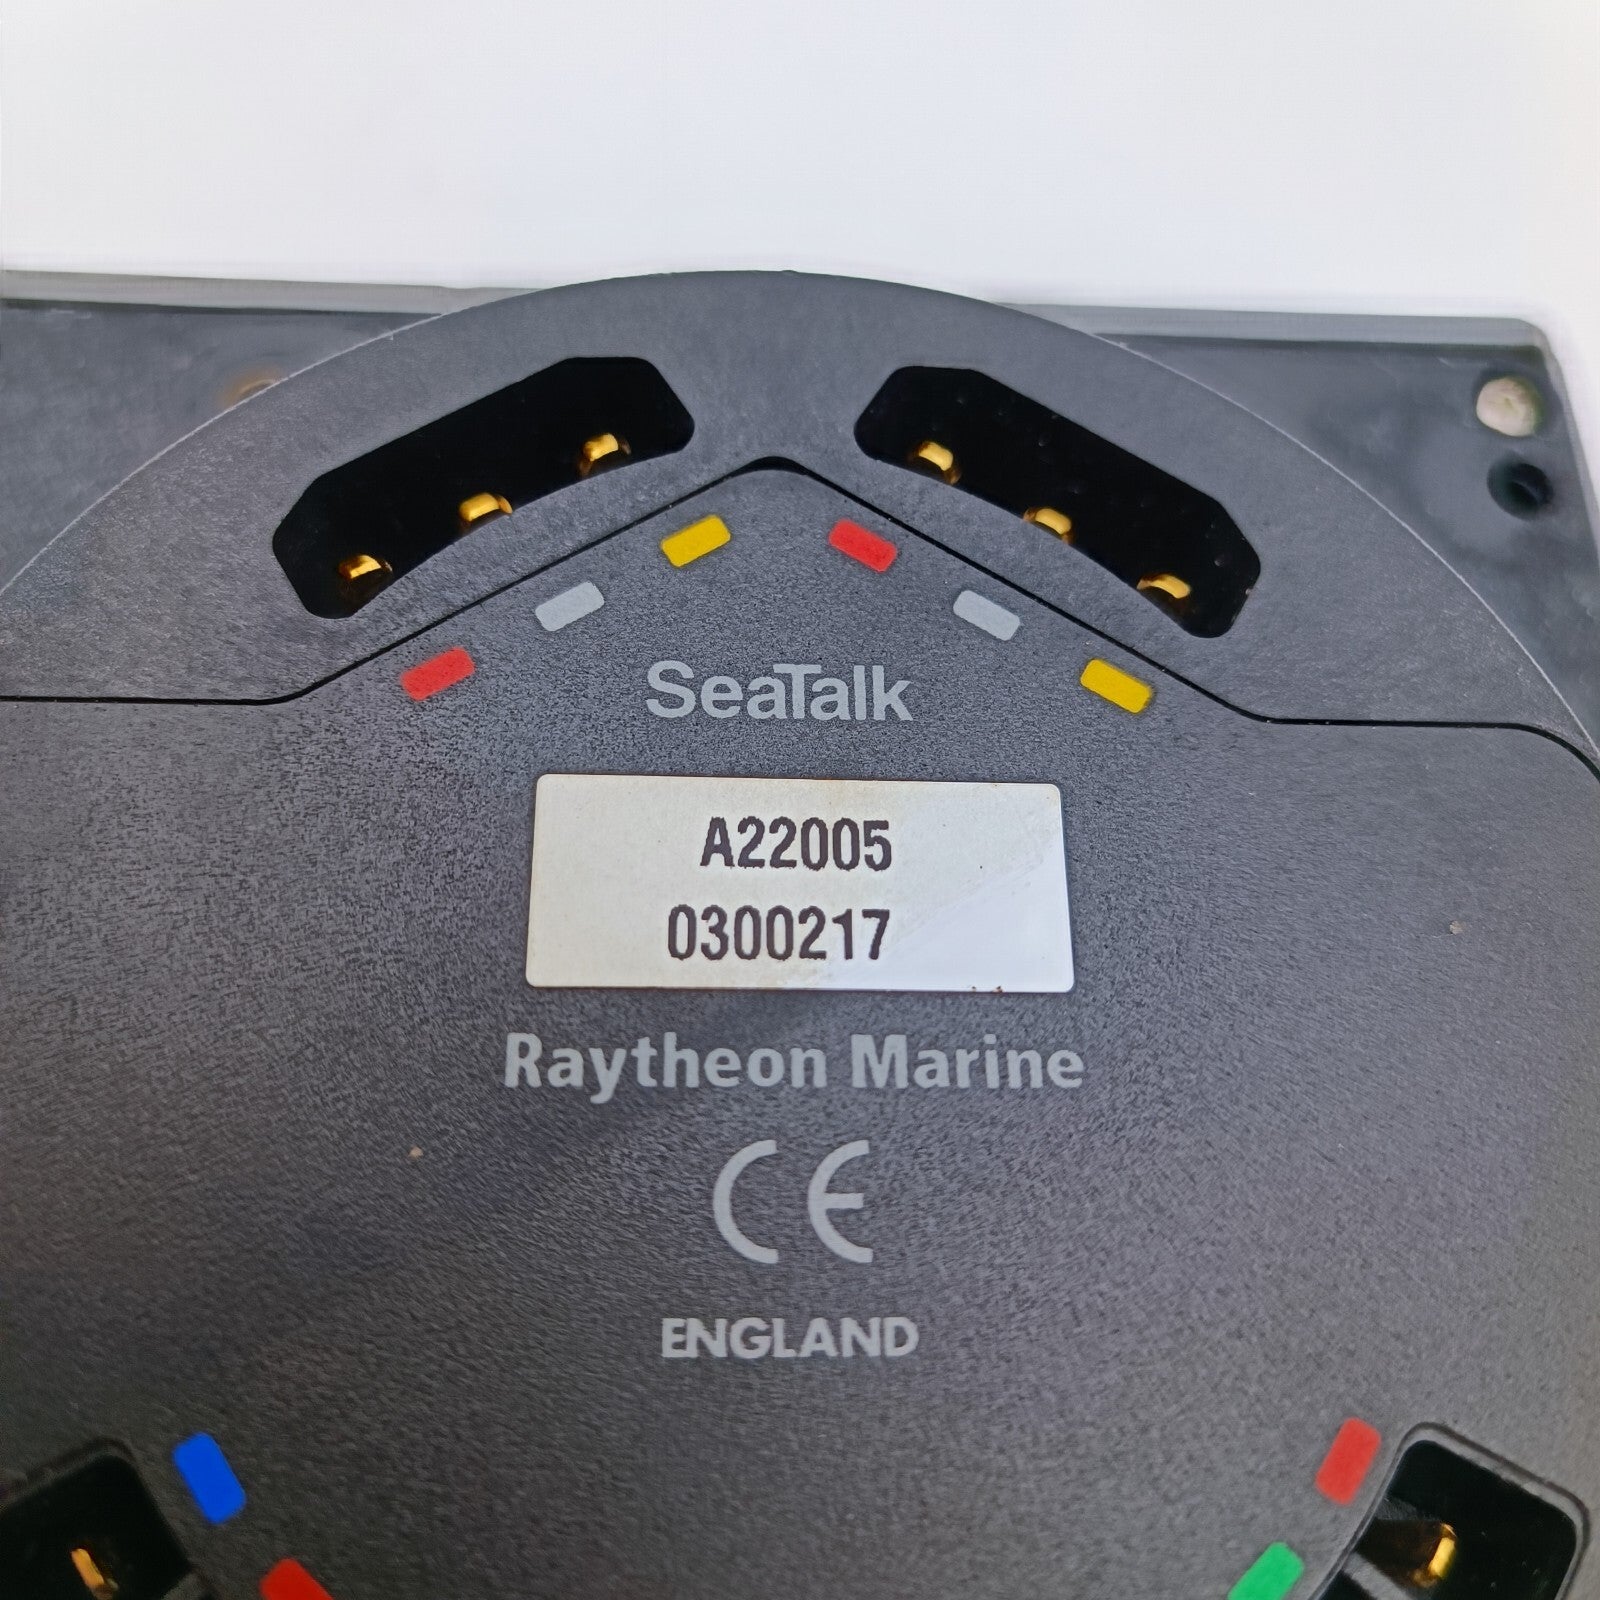 SeaTalk
A22005
0300217
Raytheon Marine
CE
ENGLAND